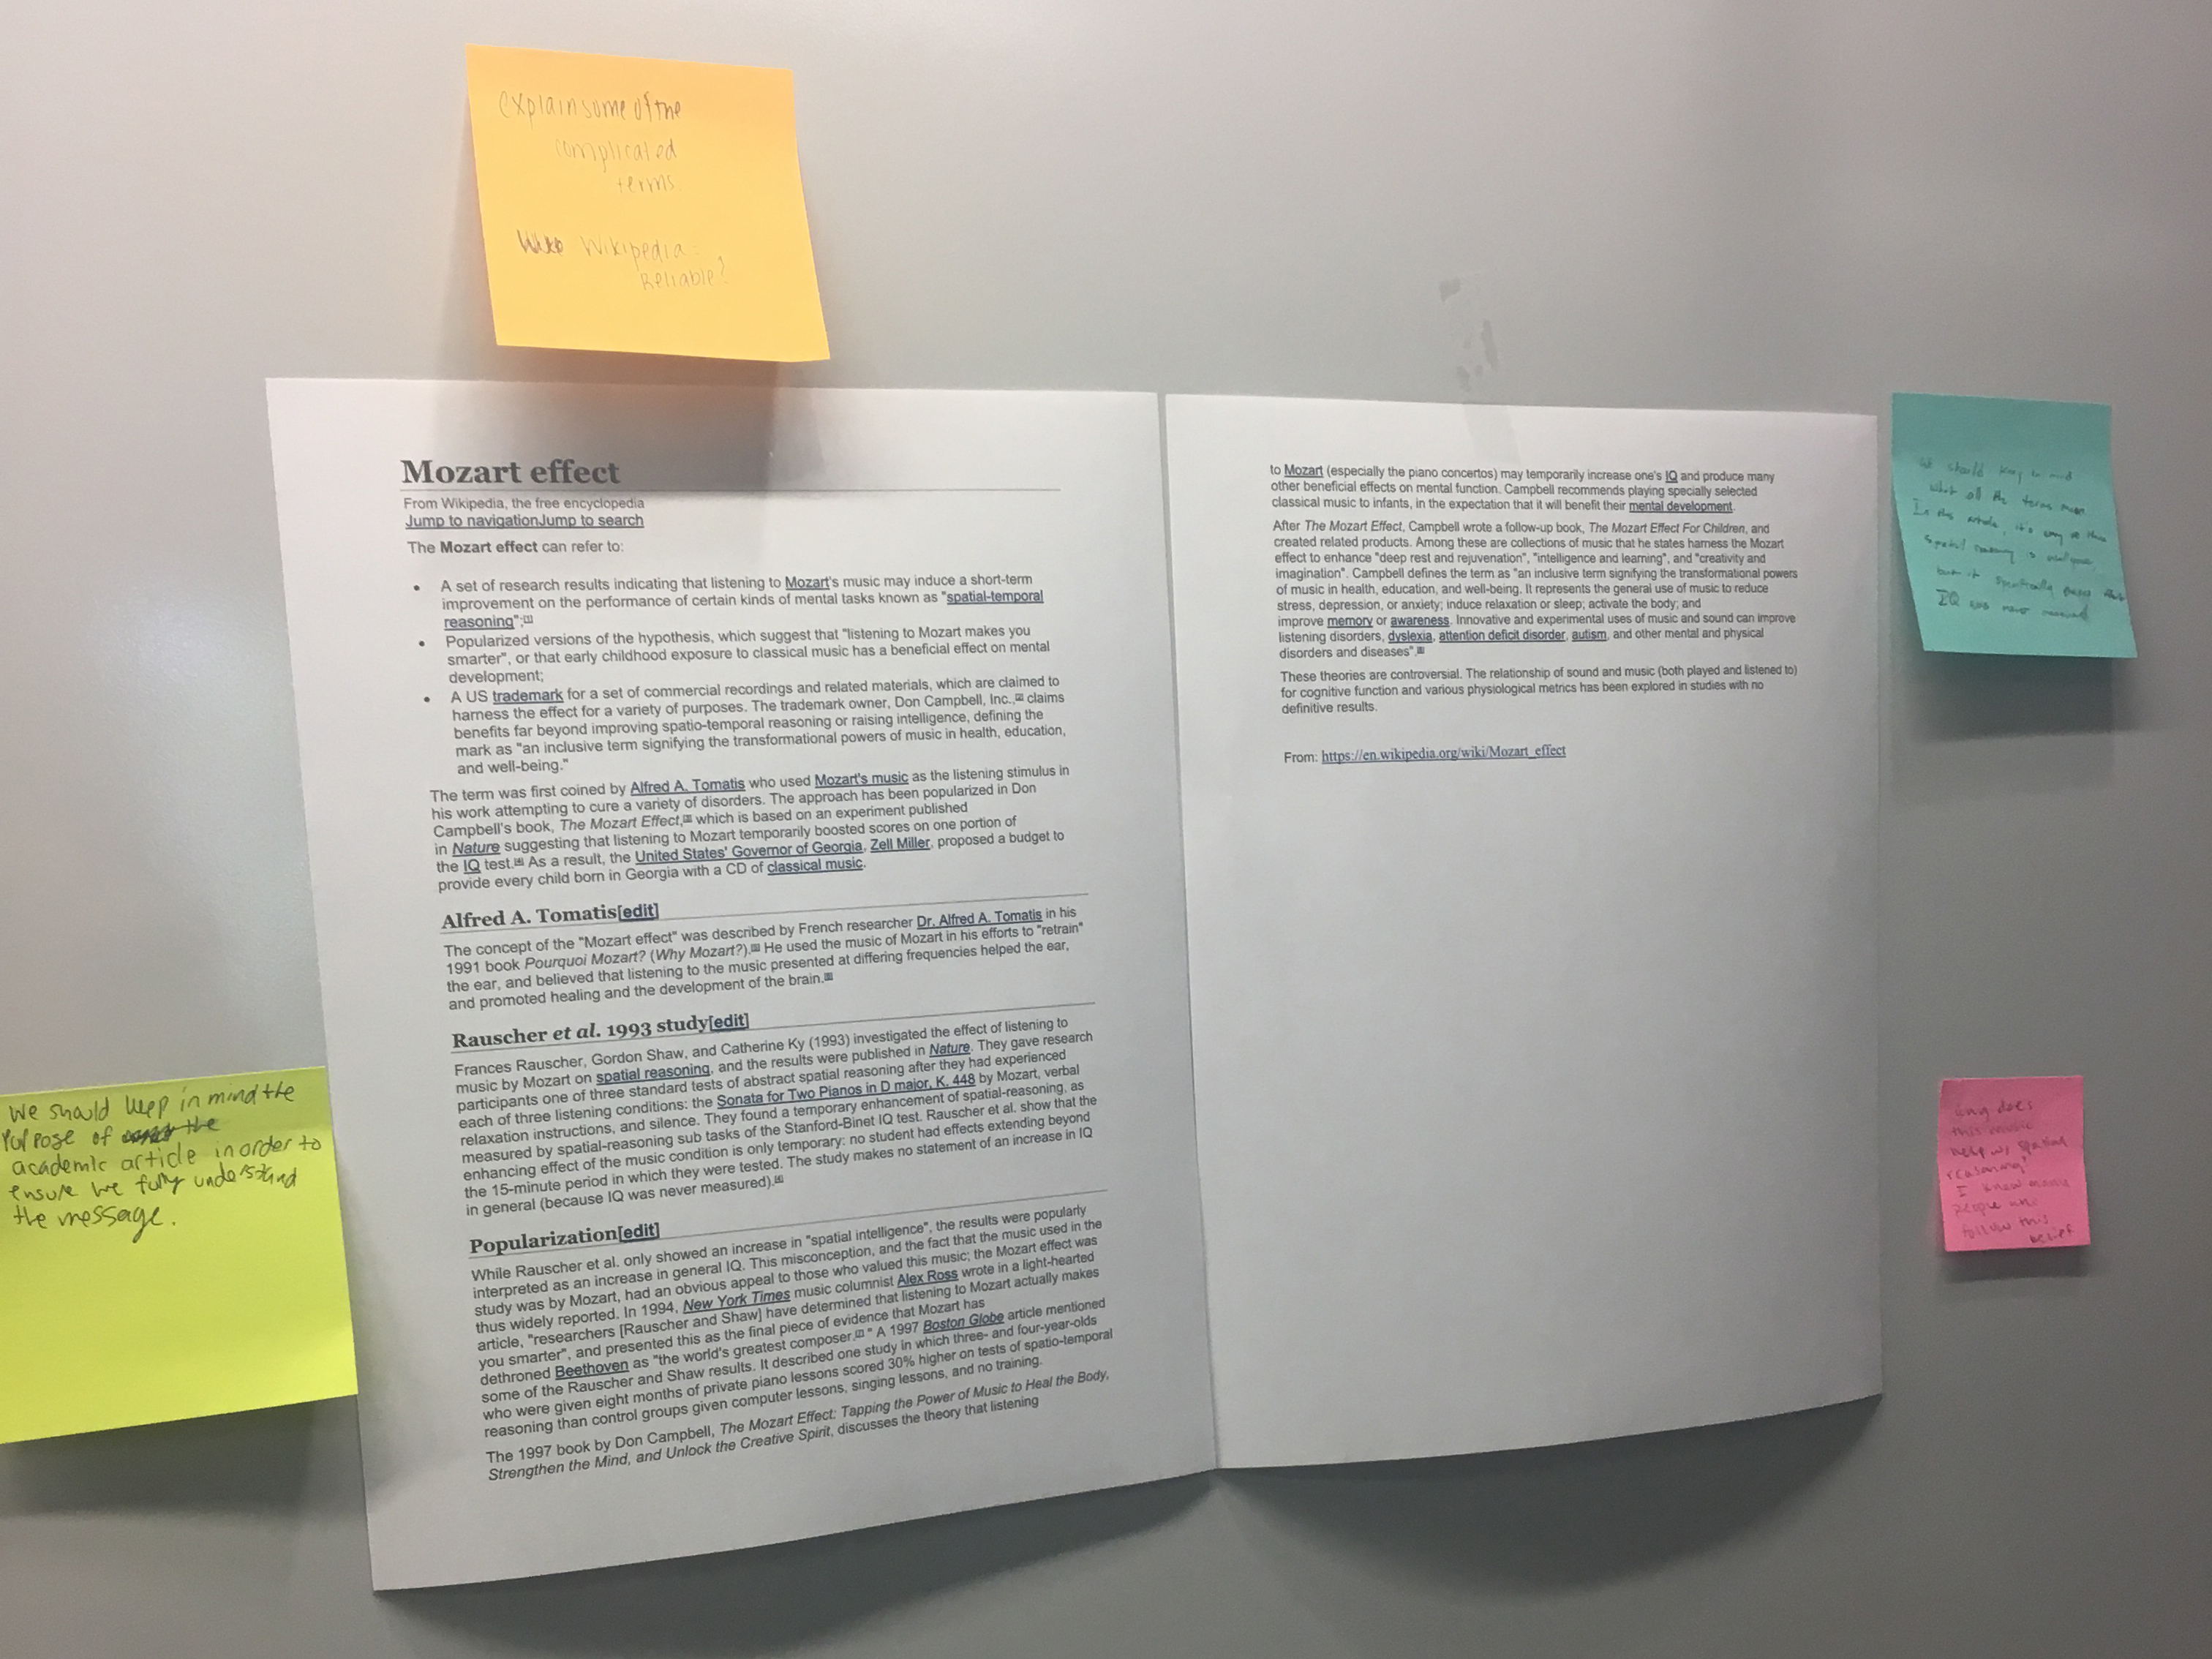 explain some of the
complicated
terms
Wikipedia =
Reliable?
Mozart effect
From Wikipedia, the free encyclopedia
Jump to navigationJump to search
The Mozart effect can refer to:
• A set of research results indicating that listening to Mozart's music may induce a short-term
improvement on the performance of certain kinds of mental tasks known as "spatial-temporal
reasoning";[1]
• Popularized versions of the hypothesis, which suggest that "listening to Mozart makes you
smarter", or that early childhood exposure to classical music has a beneficial effect on mental
development;
• A US trademark for a set of commercial recordings and related materials, which are claimed to
harness the effect for a variety of purposes. The trademark owner, Don Campbell, Inc., claims
benefits far beyond improving spatio-temporal reasoning or raising intelligence, defining the
mark as "an inclusive term signifying the transformational powers of music in health, education,
and well-being."
The term was first coined by Alfred A. Tomatis who used Mozart's music as the listening stimulus in
his work attempting to cure a variety of disorders. The approach has been popularized in Don
Campbell's book, The Mozart Effect, which is based on an experiment published
in Nature suggesting that listening to Mozart temporarily boosted scores on one portion of
the IQ test. As a result, the United States' Governor of Georgia, Zell Miller, proposed a budget to
provide every child born in Georgia with a CD of classical music.
Alfred A. Tomatis[edit]
The concept of the "Mozart effect" was described by French researcher Dr. Alfred A. Tomatis in his
1991 book Pourquoi Mozart? (Why Mozart?). He used the music of Mozart in his efforts to "retrain"
the ear, and believed that listening to the music presented at differing frequencies helped the ear,
and promoted healing and the development of the brain.
Rauscher et al. 1993 study[edit]
Frances Rauscher, Gordon Shaw, and Catherine Ky (1993) investigated the effect of listening to
music by Mozart on spatial reasoning, and the results were published in Nature. They gave research
participants one of three standard tests of abstract spatial reasoning after they had experienced
each of three listening conditions: the Sonata for Two Pianos in D major, K. 448 by Mozart, verbal
relaxation instructions, and silence. They found a temporary enhancement of spatial-reasoning, as
measured by spatial-reasoning sub tasks of the Stanford-Binet IQ test. Rauscher et al. show that the
enhancing effect of the music condition is only temporary: no student had effects extending beyond
the 15-minute period in which they were tested. The study makes no statement of an increase in IQ
in general (because IQ was never measured).
Popularization[edit]
While Rauscher et al. only showed an increase in "spatial intelligence", the results were popularly
interpreted as an increase in general IQ. This misconception, and the fact that the music used in the
study was by Mozart, had an obvious appeal to those who valued this music; the Mozart effect was
thus widely reported. In 1994, New York Times music columnist Alex Ross wrote in a light-hearted
article, "researchers [Rauscher and Shaw] have determined that listening to Mozart actually makes
you smarter", and presented this as the final piece of evidence that Mozart has
dethroned Beethoven as "the world's greatest composer." A 1997 Boston Globe article mentioned
some of the Rauscher and Shaw results. It described one study in which three- and four-year-olds
who were given eight months of private piano lessons scored 30% higher on tests of spatio-temporal
reasoning than control groups given computer lessons, singing lessons, and no training.
The 1997 book by Don Campbell, The Mozart Effect: Tapping the Power of Music to Heal the Body,
Strengthen the Mind, and Unlock the Creative Spirit, discusses the theory that listening
to Mozart (especially the piano concertos) may temporarily increase one's IQ and produce many
other beneficial effects on mental function. Campbell recommends playing specially selected
classical music to infants, in the expectation that it will benefit their mental development.
After The Mozart Effect, Campbell wrote a follow-up book, The Mozart Effect For Children, and
created related products. Among these are collections of music that he states harness the Mozart
effect to enhance "deep rest and rejuvenation", "intelligence and learning", and "creativity and
imagination". Campbell defines the term as "an inclusive term signifying the transformational powers
of music in health, education, and well-being. It represents the general use of music to reduce
stress, depression, or anxiety; induce relaxation or sleep; activate the body; and
improve memory or awareness. Innovative and experimental uses of music and sound can improve
listening disorders, dyslexia, attention deficit disorder, autism, and other mental and physical
disorders and diseases".
These theories are controversial. The relationship of sound and music (both played and listened to)
for cognitive function and various physiological metrics has been explored in studies with no
definitive results.
From: https://en.wikipedia.org/wiki/Mozart_effect
We should keep in mind the
purpose of the
academic article in order to
ensure we fully understand
the message.
We should keep in mind
what all the terms mean
In this article, it's easy to think
spatial reasoning is
but it specifically
IQ was never measured
Why does
this music
help w/ spatial
reasoning?
I know many
people who
follow this
belief